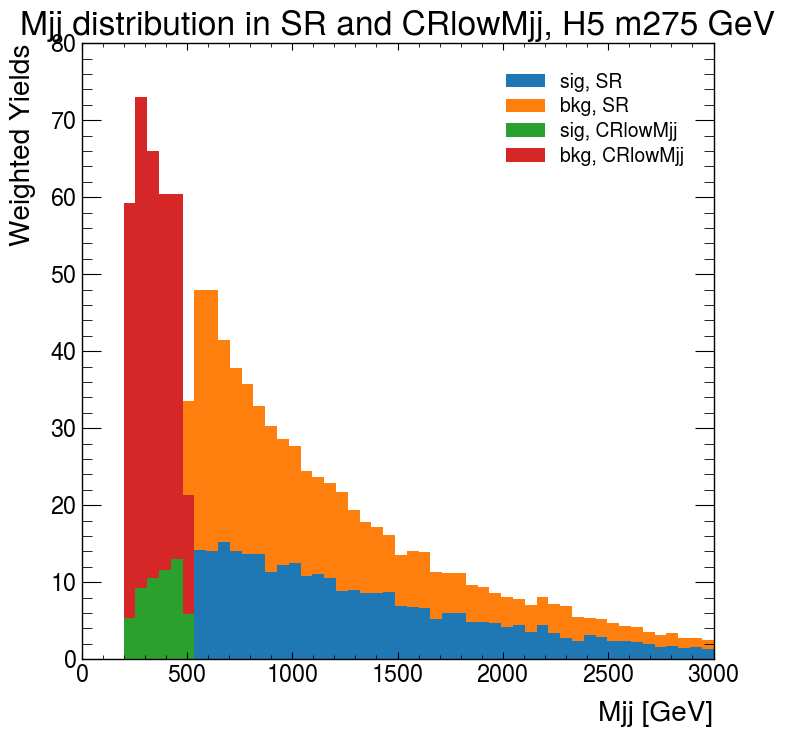 Mjj distribution in SR and CRlowMjj, H5 m275 GeV
Weighted Yields
80
70
60
50
40
30
20
10
0
sig, SR
bkg, SR
sig, CRlowMjj
bkg, CRlowMjj
0 500 1000 1500 2000 2500 3000
Mjj [GeV]